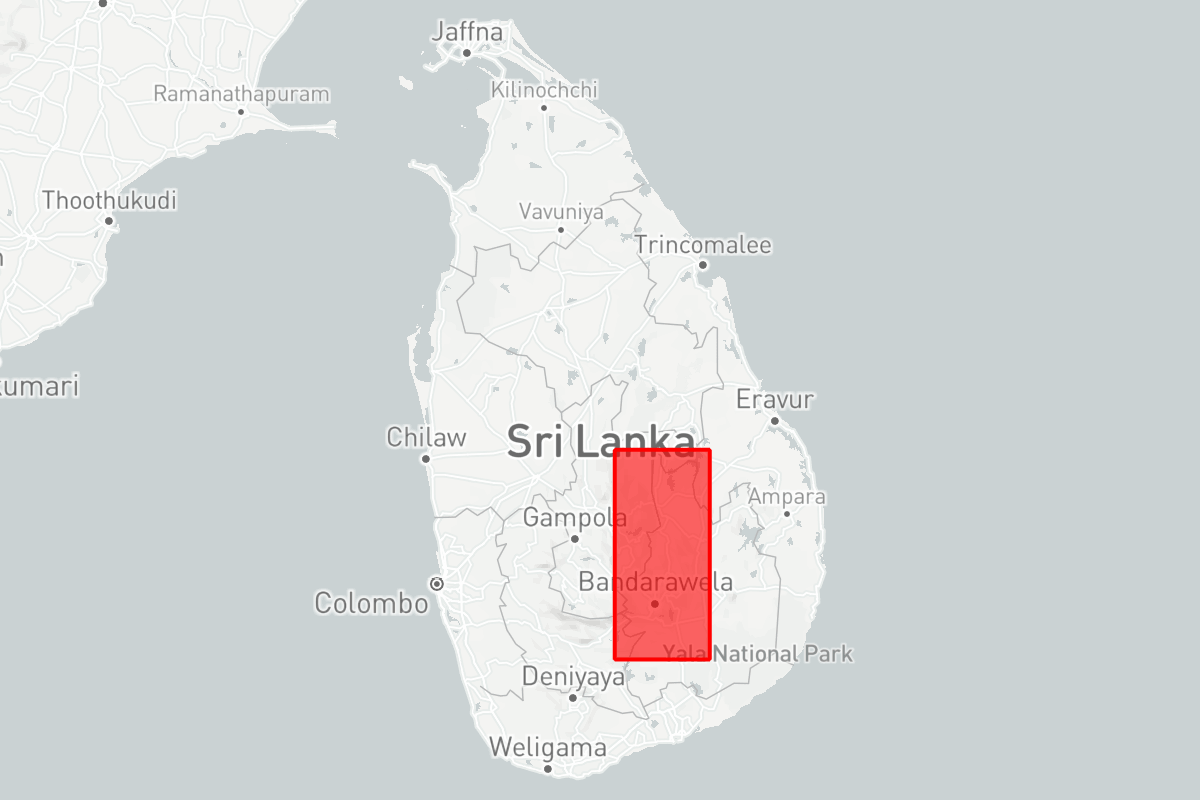 Jaffna
Kilinochchi
Ramanathapuram
Thoothukudi
Vavuniya
Trincomalee
kumari
Eravur
Chilaw
Sri Lanka
Ampara
Gampola
Bandarawela
Colombo
Yala National Park
Deniyaya
Weligama